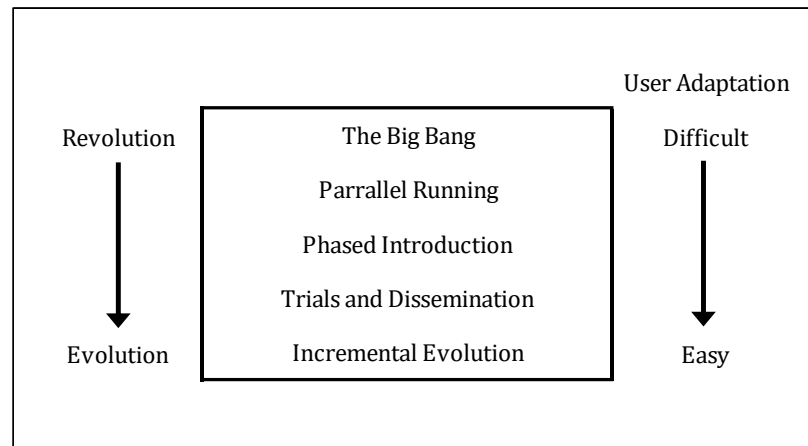 User Adaptation
Revolution The Big Bang Difficult
Parrallel Running
Phased Introduction
Trials and Dissemination
Evolution Incremental Evolution Easy